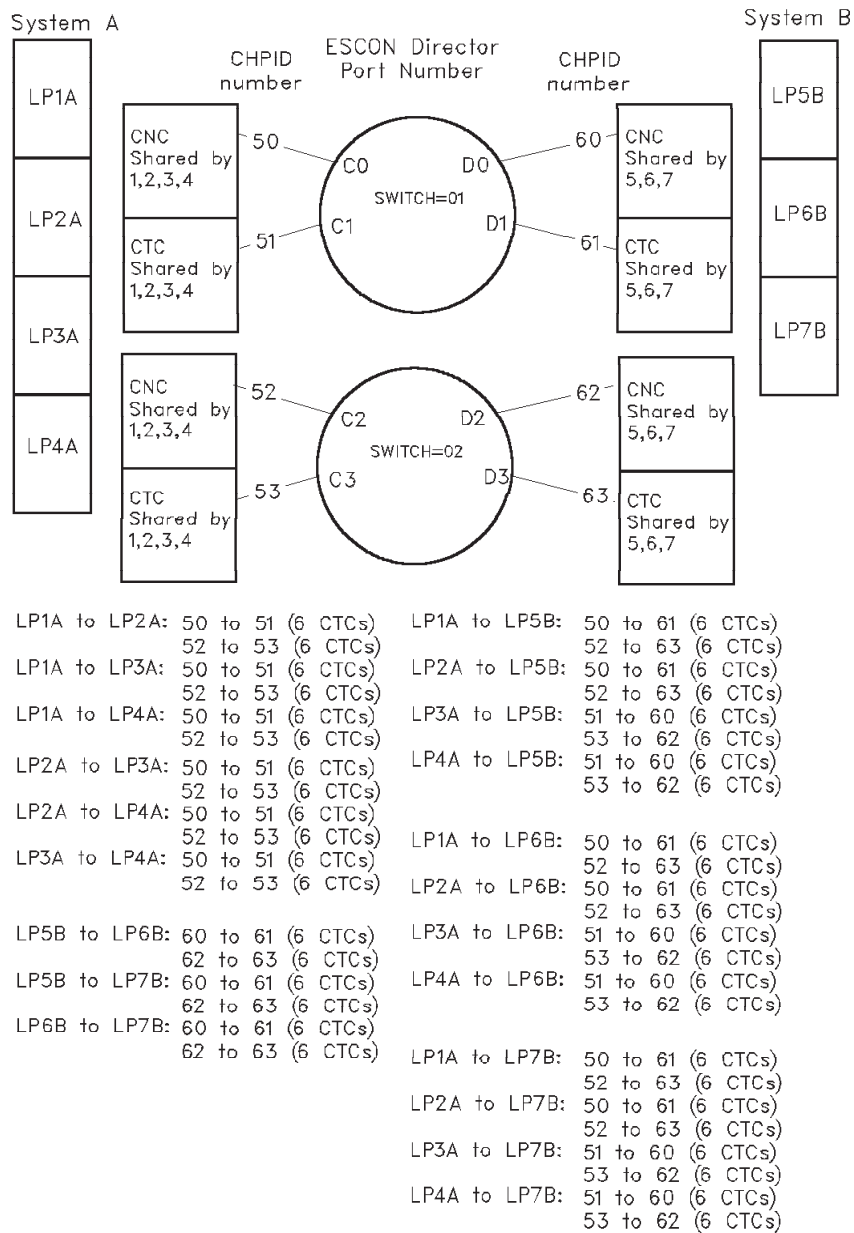 System A
System B
CHPID
number
ESCON Director
Port Number
CHPID
number
LP1A
LP2A
LP3A
LP4A
CNC
Shared by
1,2,3,4
CTC
Shared by
1,2,3,4
50
51
C0
D0
SWITCH=01
C1
D1
60
61
CNC
Shared by
5,6,7
CTC
Shared by
5,6,7
LP5B
LP6B
LP7B
CNC
Shared by
1,2,3,4
CTC
Shared by
1,2,3,4
52
53
C2
D2
SWITCH=02
C3
D3
62
63
CNC
Shared by
5,6,7
CTC
Shared by
5,6,7
LP1A to LP2A: 50 to 51 (6 CTCs)
52 to 53 (6 CTCs)
LP1A to LP3A: 50 to 51 (6 CTCs)
52 to 53 (6 CTCs)
LP1A to LP4A: 50 to 51 (6 CTCs)
52 to 53 (6 CTCs)
LP2A to LP3A: 50 to 51 (6 CTCs)
52 to 53 (6 CTCs)
LP2A to LP4A: 50 to 51 (6 CTCs)
52 to 53 (6 CTCs)
LP3A to LP4A: 50 to 51 (6 CTCs)
52 to 53 (6 CTCs)
LP5B to LP6B: 60 to 61 (6 CTCs)
62 to 63 (6 CTCs)
LP5B to LP7B: 60 to 61 (6 CTCs)
62 to 63 (6 CTCs)
LP6B to LP7B: 60 to 61 (6 CTCs)
62 to 63 (6 CTCs)
LP1A to LP5B: 50 to 61 (6 CTCs)
52 to 63 (6 CTCs)
LP2A to LP5B: 50 to 61 (6 CTCs)
52 to 63 (6 CTCs)
LP3A to LP5B: 51 to 60 (6 CTCs)
53 to 62 (6 CTCs)
LP4A to LP5B: 51 to 60 (6 CTCs)
53 to 62 (6 CTCs)
LP1A to LP6B: 50 to 61 (6 CTCs)
52 to 63 (6 CTCs)
LP2A to LP6B: 50 to 61 (6 CTCs)
52 to 63 (6 CTCs)
LP3A to LP6B: 51 to 60 (6 CTCs)
53 to 62 (6 CTCs)
LP4A to LP6B: 51 to 60 (6 CTCs)
53 to 62 (6 CTCs)
LP1A to LP7B: 50 to 61 (6 CTCs)
52 to 63 (6 CTCs)
LP2A to LP7B: 50 to 61 (6 CTCs)
52 to 63 (6 CTCs)
LP3A to LP7B: 51 to 60 (6 CTCs)
53 to 62 (6 CTCs)
LP4A to LP7B: 51 to 60 (6 CTCs)
53 to 62 (6 CTCs)